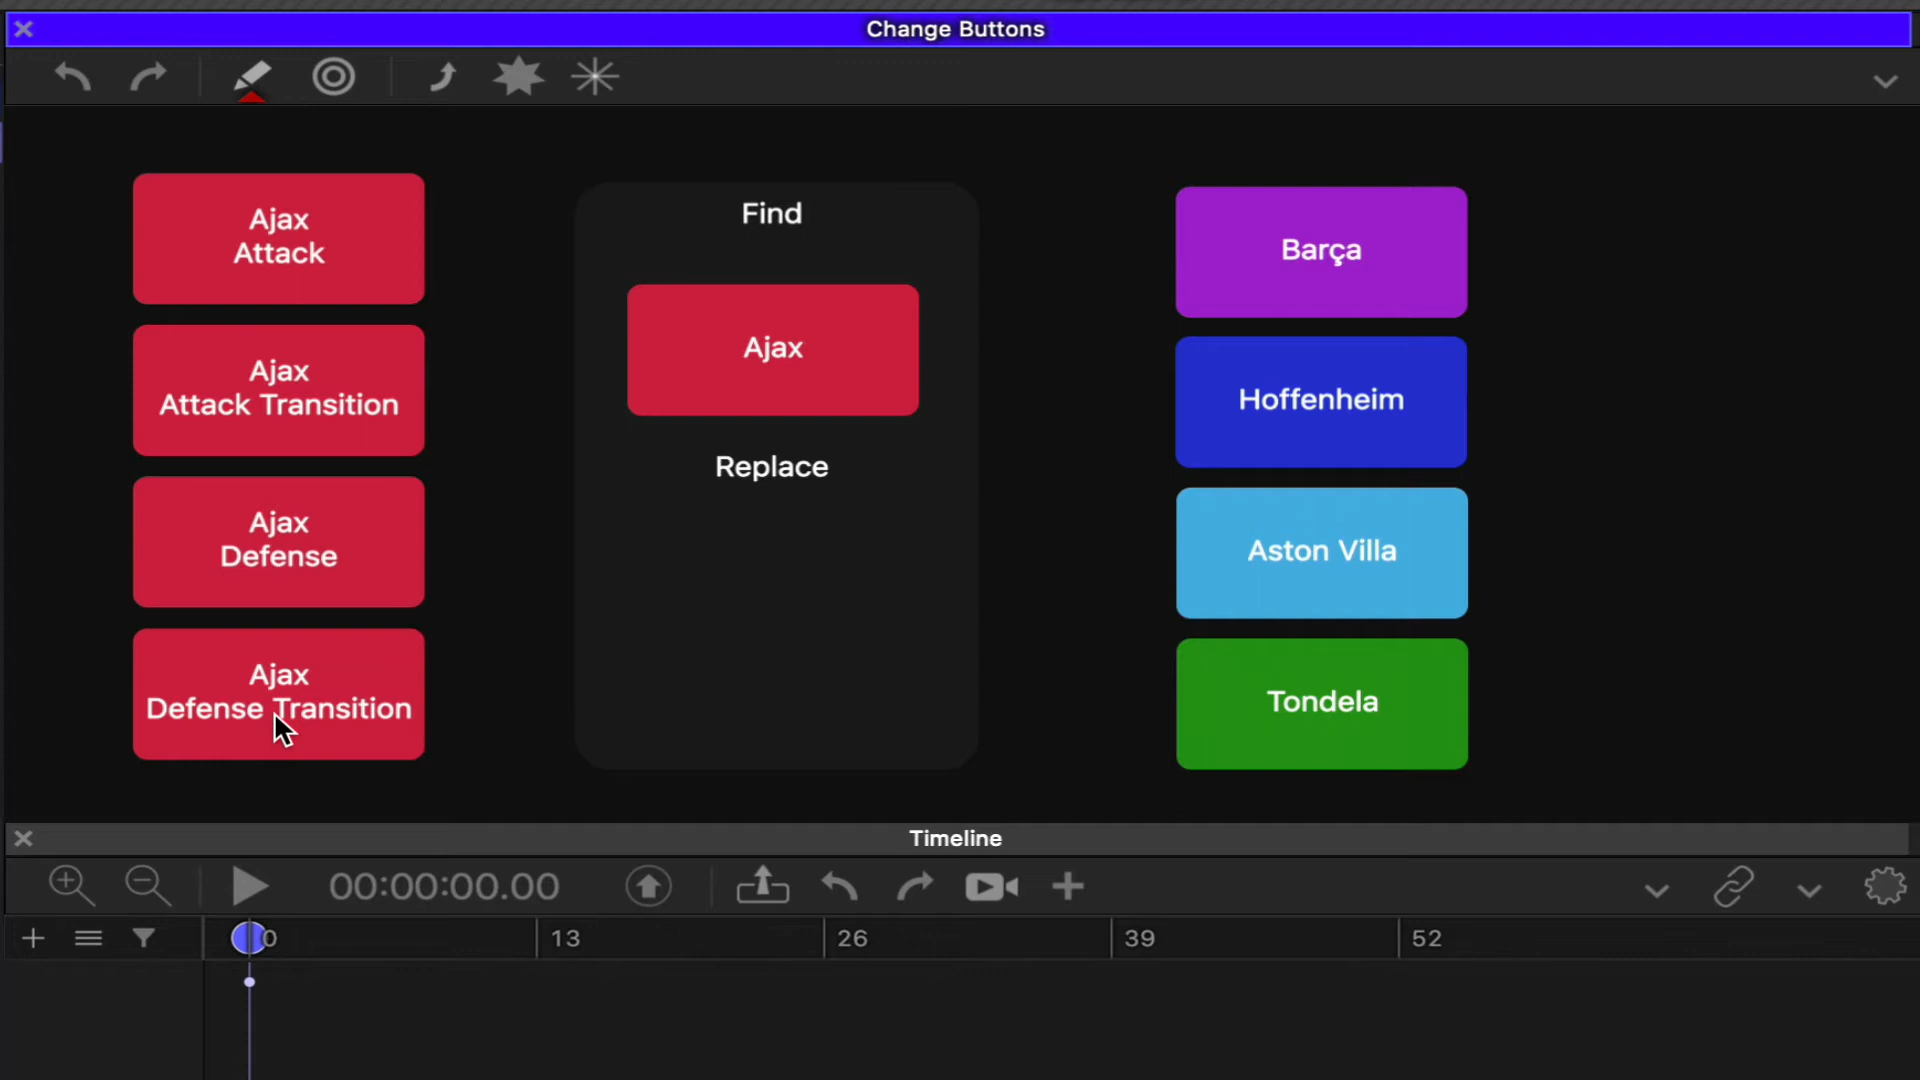 Change Buttons
Ajax
Attack
Ajax
Attack Transition
Ajax
Defense
Ajax
Defense Transition
Find
Ajax
Replace
Barça
Hoffenheim
Aston Villa
Tondela
Timeline
00:00:00.00
0
13
26
39
52